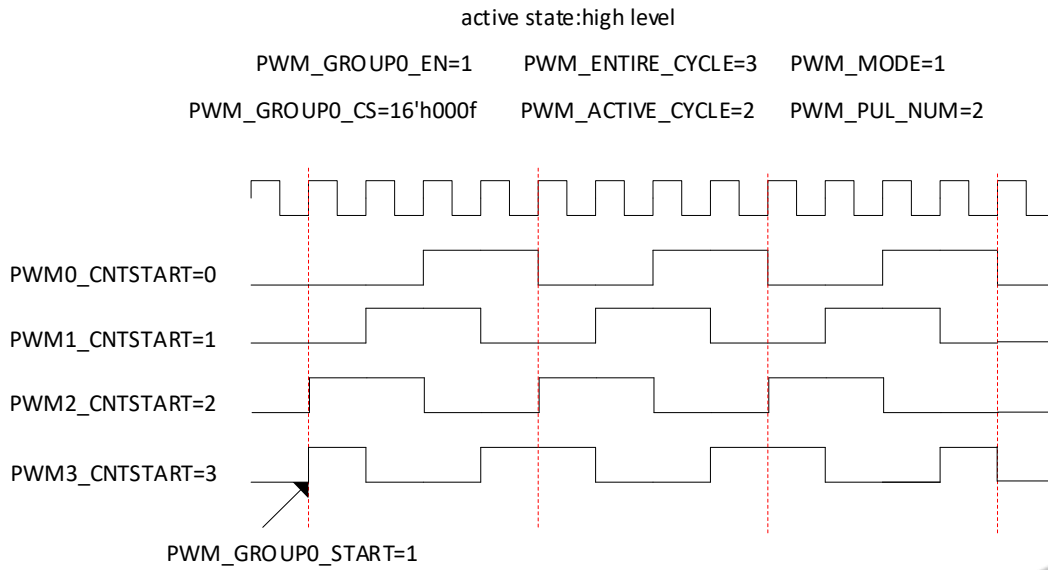 active state:high level
PWM_GROUP0_EN=1 PWM_ENTIRE_CYCLE=3 PWM_MODE=1
PWM_GROUP0_CS=16'h000f PWM_ACTIVE_CYCLE=2 PWM_PUL_NUM=2
PWM0_CNTSTART=0
PWM1_CNTSTART=1
PWM2_CNTSTART=2
PWM3_CNTSTART=3
PWM_GROUP0_START=1